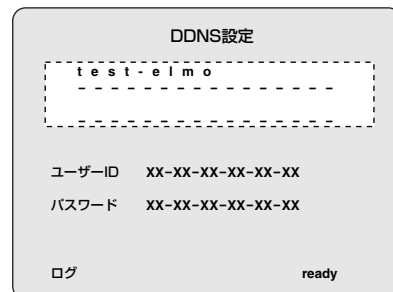 DDNS設定
test-elmo
– – – – – – – – – – – – – – – –
– – – – – – – – – – – – – – – –
ユーザーID XX-XX-XX-XX-XX-XX
パスワード XX-XX-XX-XX-XX-XX
ログ ready